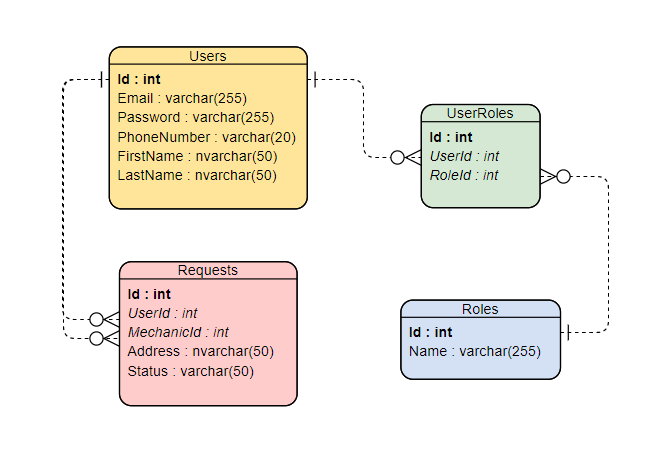 Users
Id : int
Email : varchar(255)
Password : varchar(255)
PhoneNumber : varchar(20)
FirstName : nvarchar(50)
LastName : nvarchar(50)
UserRoles
Id : int
UserId : int
RoleId : int
Requests
Id : int
UserId : int
MechanicId : int
Address : nvarchar(50)
Status : varchar(50)
Roles
Id : int
Name : varchar(255)